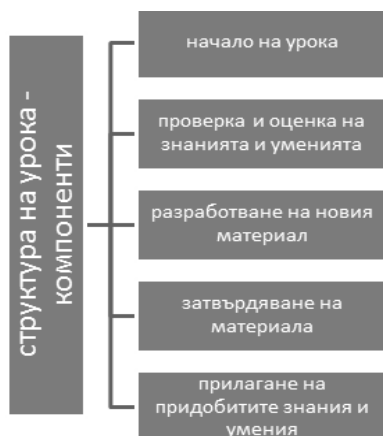 структура на урока -
компоненти
начало на урока
проверка и оценка на
знанията и уменията
разработване на новия
материал
затвърдяване на
материала
прилагане на
придобитите знания и
умения